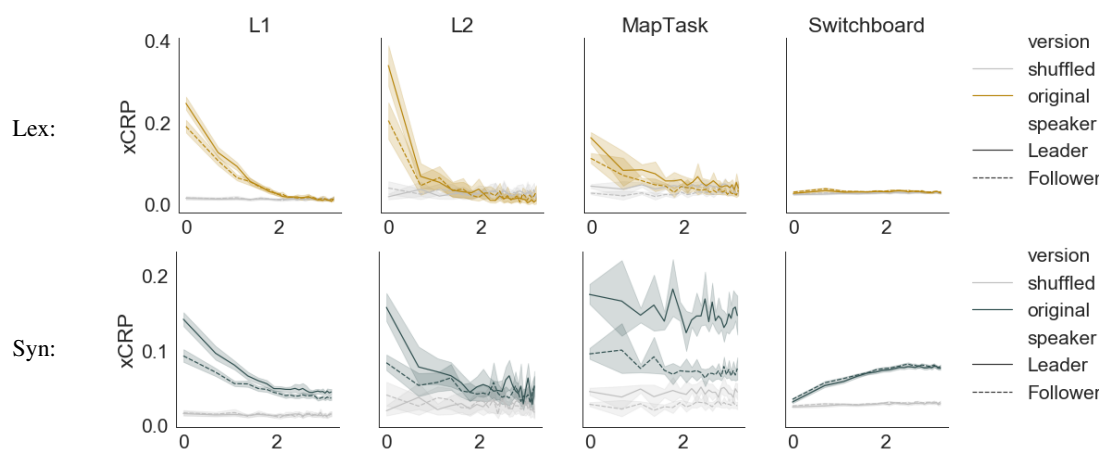 L1 L2 MapTask Switchboard
0.4 version
shuffled
original
Lex: xCRP 0.2 speaker
Leader
Follower
0.0
0 2 0 2 0 2 0 2
version
0.2 shuffled
original
Syn: xCRP 0.1 speaker
Leader
Follower
0.0
0 2 0 2 0 2 0 2